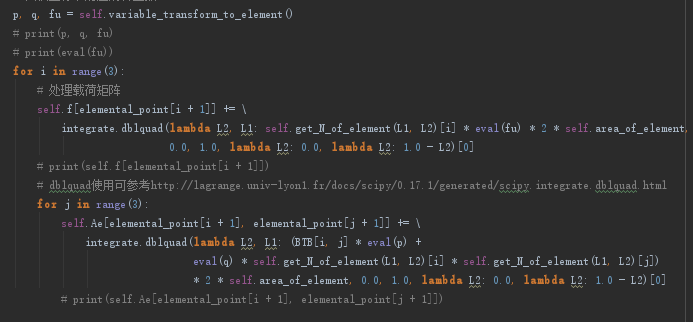 p, q, fu = self.variable_transform_to_element()
# print(p, q, fu)
# print(eval(fu))
for i in range(3):
# 处理载荷矩阵
self.f[elemental_point[i + 1]] += \
integrate.dblquad(lambda L2, L1: self.get_N_of_element(L1, L2)[i] * eval(fu) * 2 * self.area_of_element,
0.0, 1.0, lambda L2: 0.0, lambda L2: 1.0 - L2)[0]
# print(self.f[elemental_point[i + 1]])
# dblquad使用可参考http://lagrange.univ-lyon1.fr/docs/scipy/0.17.1/generated/scipy.integrate.dblquad.html
for j in range(3):
self.Ae[elemental_point[i + 1], elemental_point[j + 1]] += \
integrate.dblquad(lambda L2, L1: (BTB[i, j] * eval(p) +
eval(q) * self.get_N_of_element(L1, L2)[i] * self.get_N_of_element(L1, L2)[j])
* 2 * self.area_of_element, 0.0, 1.0, lambda L2: 0.0, lambda L2: 1.0 - L2)[0]
# print(self.Ae[elemental_point[i + 1], elemental_point[j + 1]])